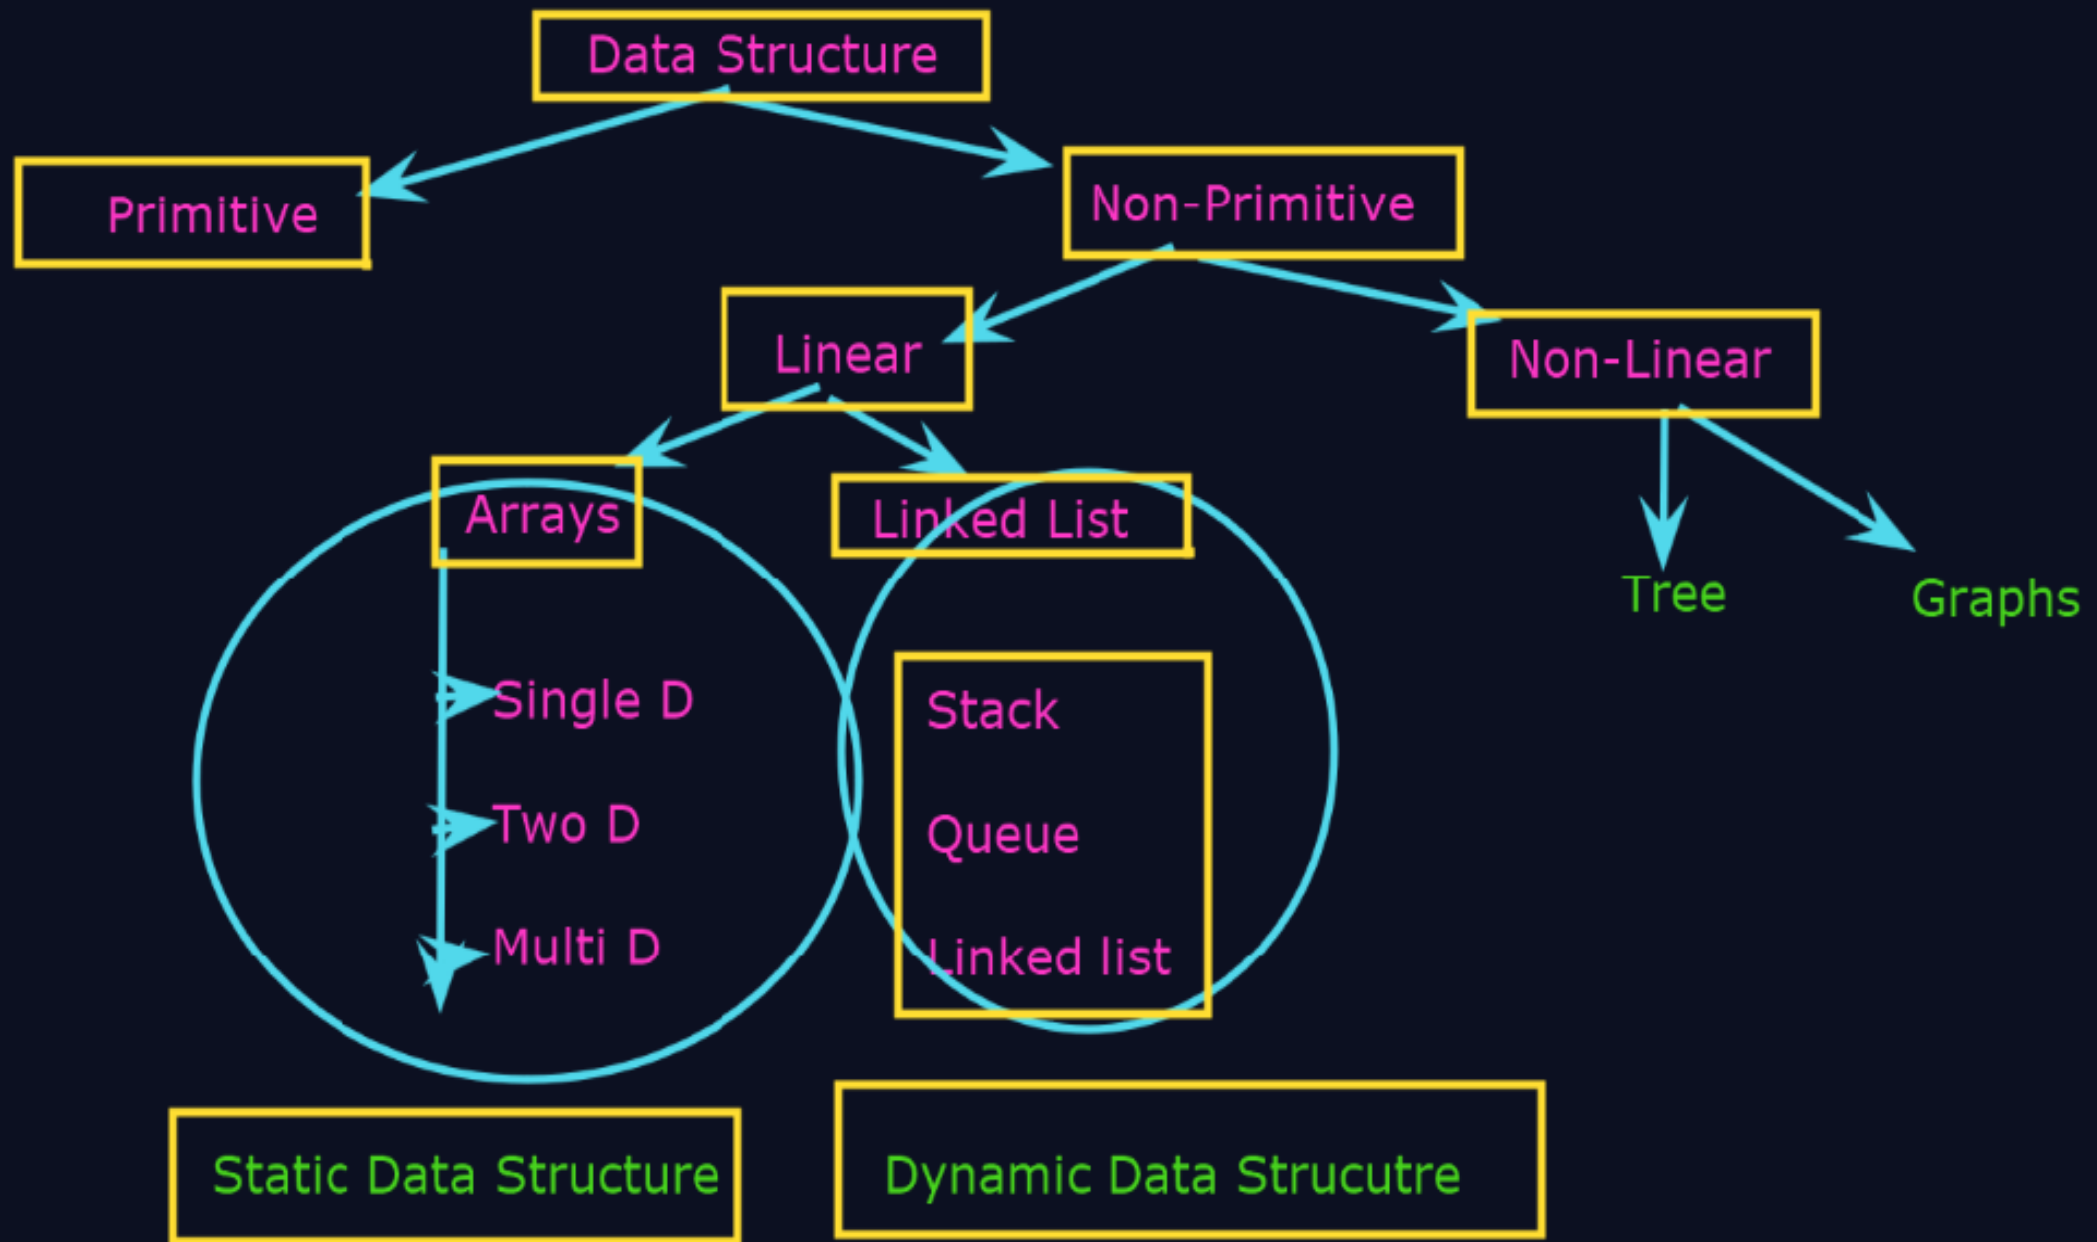 Data Structure
Primitive
Non-Primitive
Linear
Non-Linear
Arrays
Linked List
Tree
Graphs
Single D
Two D
Multi D
Stack
Queue
Linked list
Static Data Structure
Dynamic Data Strucutre